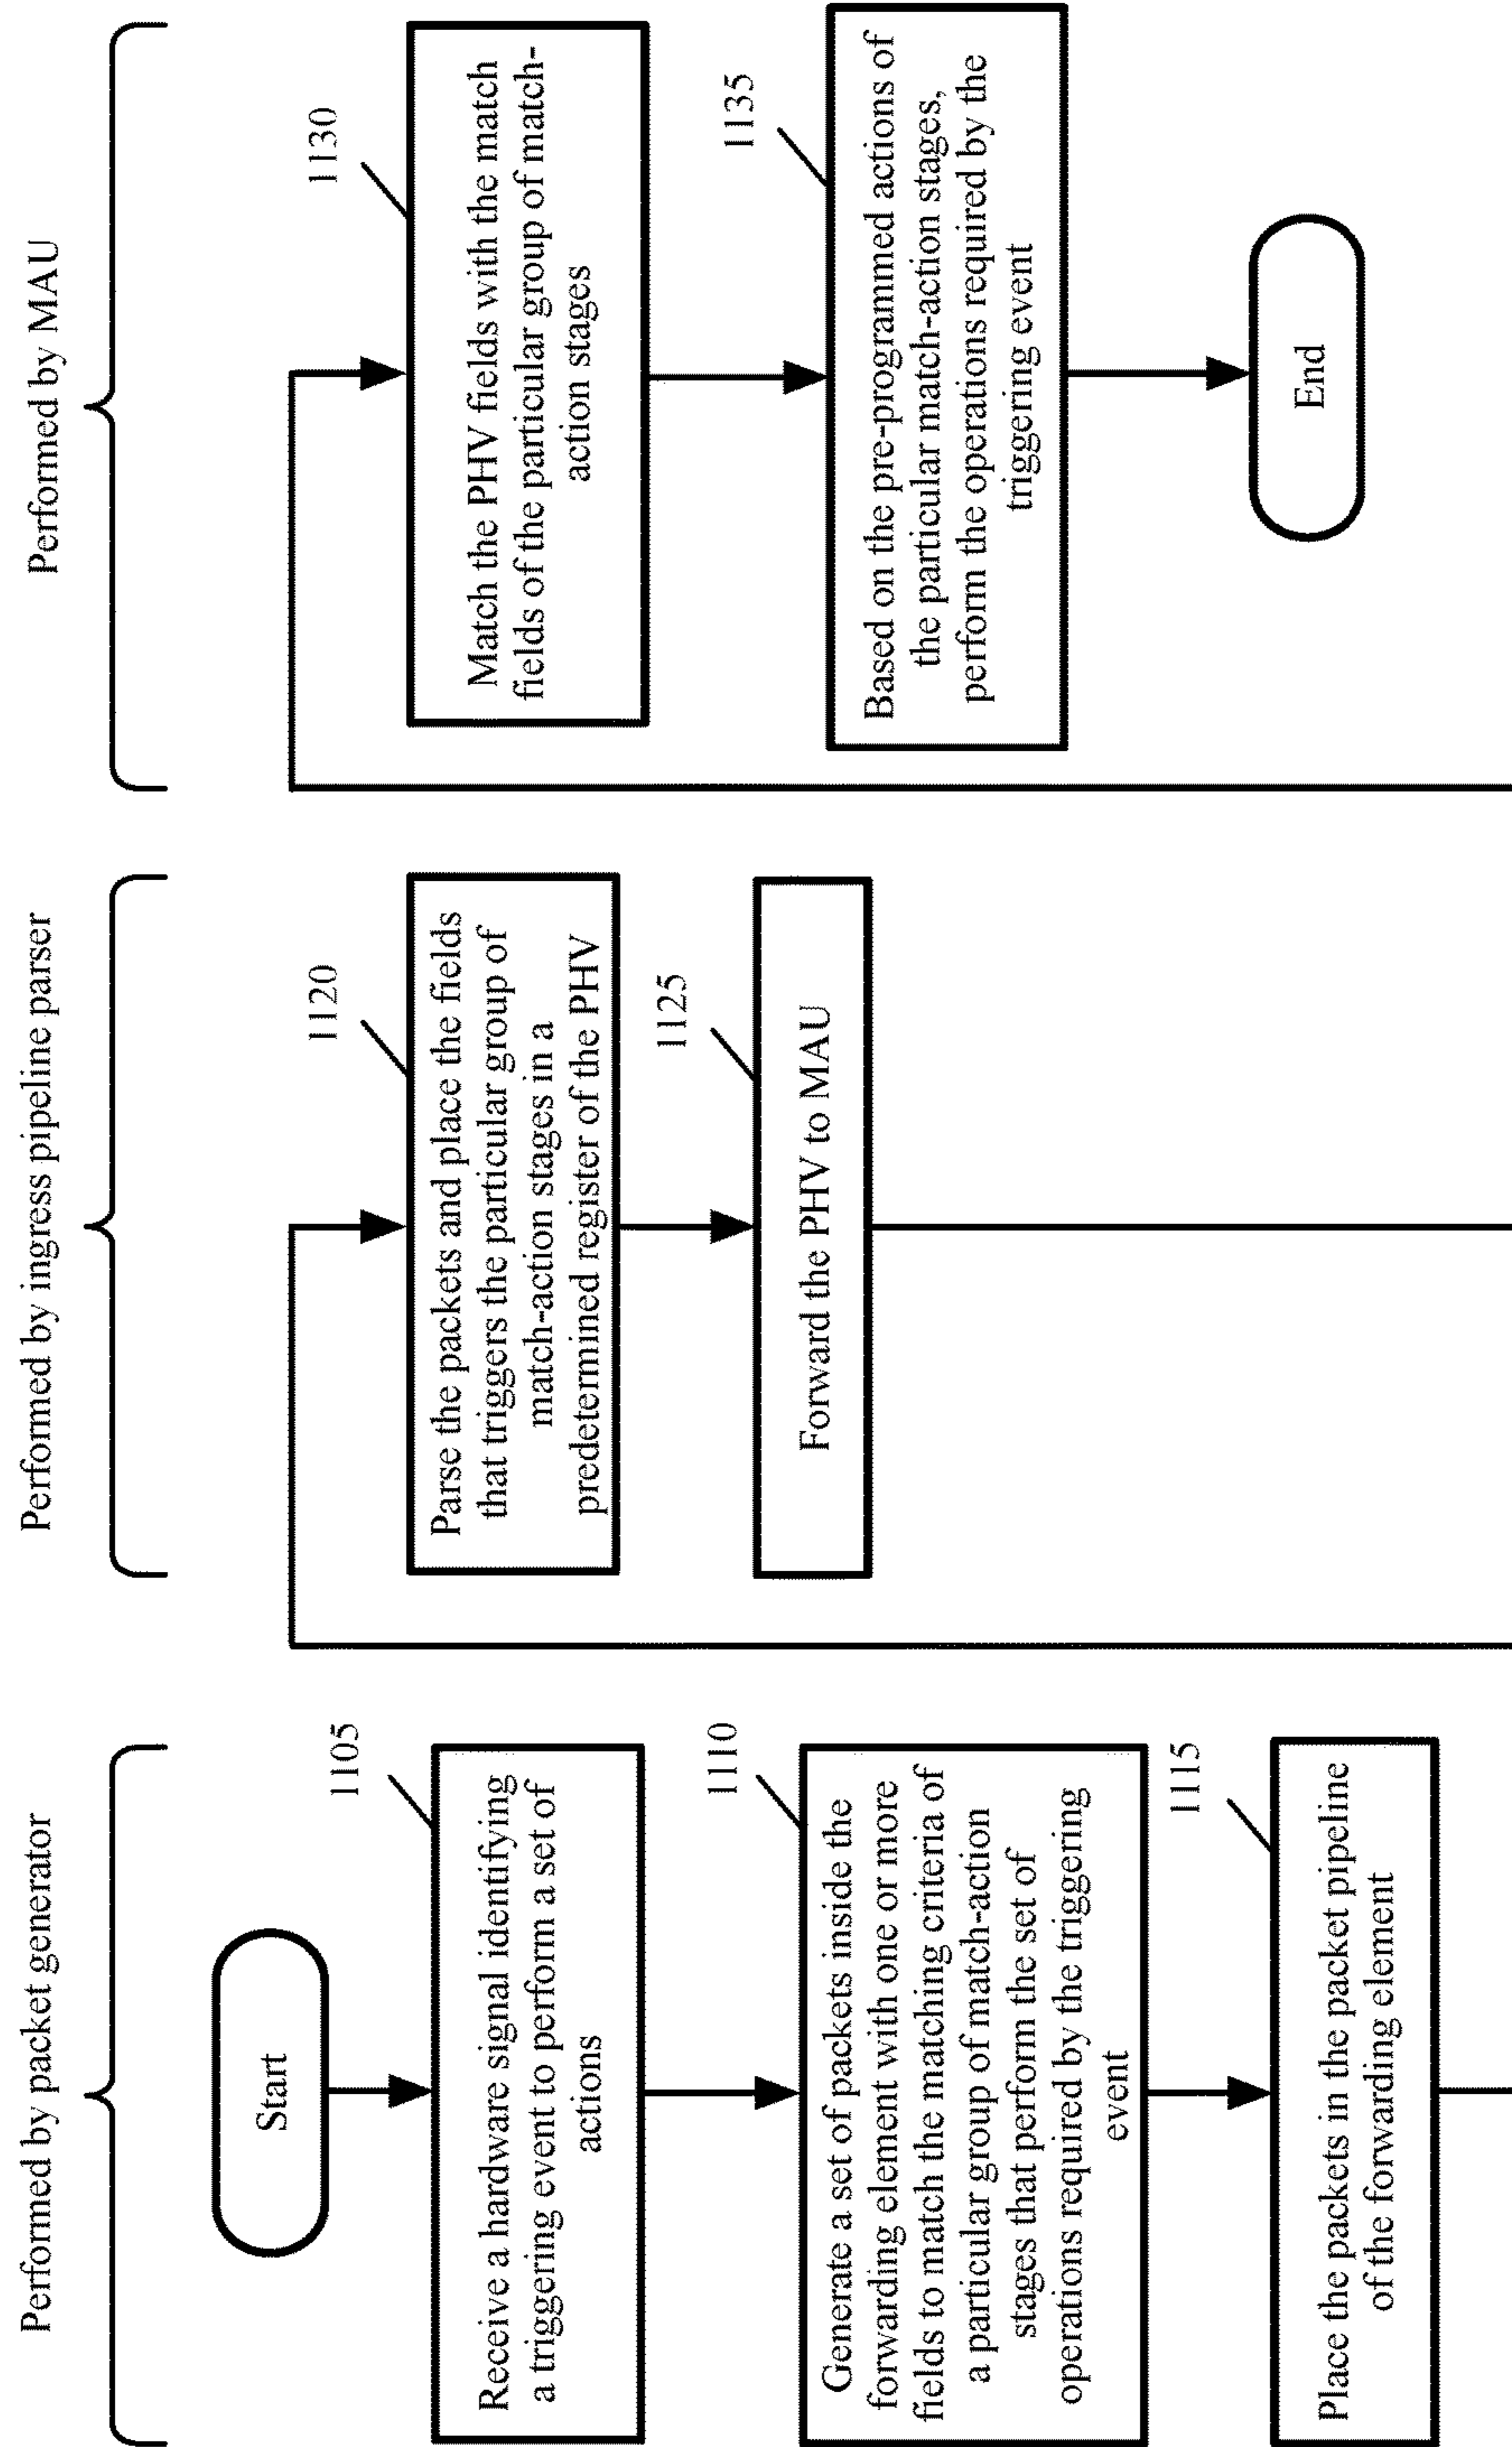 Performed by packet generator
Start
1105
Receive a hardware signal identifying
a triggering event to perform a set of
actions
1110
Generate a set of packets inside the
forwarding element with one or more
fields to match the matching criteria of
a particular group of match-action
stages that perform the set of
operations required by the triggering
event
1115
Place the packets in the packet pipeline
of the forwarding element
Performed by ingress pipeline parser
1120
Parse the packets and place the fields
that triggers the particular group of
match-action stages in a
predetermined register of the PHV
1125
Forward the PHV to MAU
Performed by MAU
1130
Match the PHV fields with the match
fields of the particular group of match-
action stages
1135
Based on the pre-programmed actions of
the particular match-action stages,
perform the operations required by the
triggering event
End